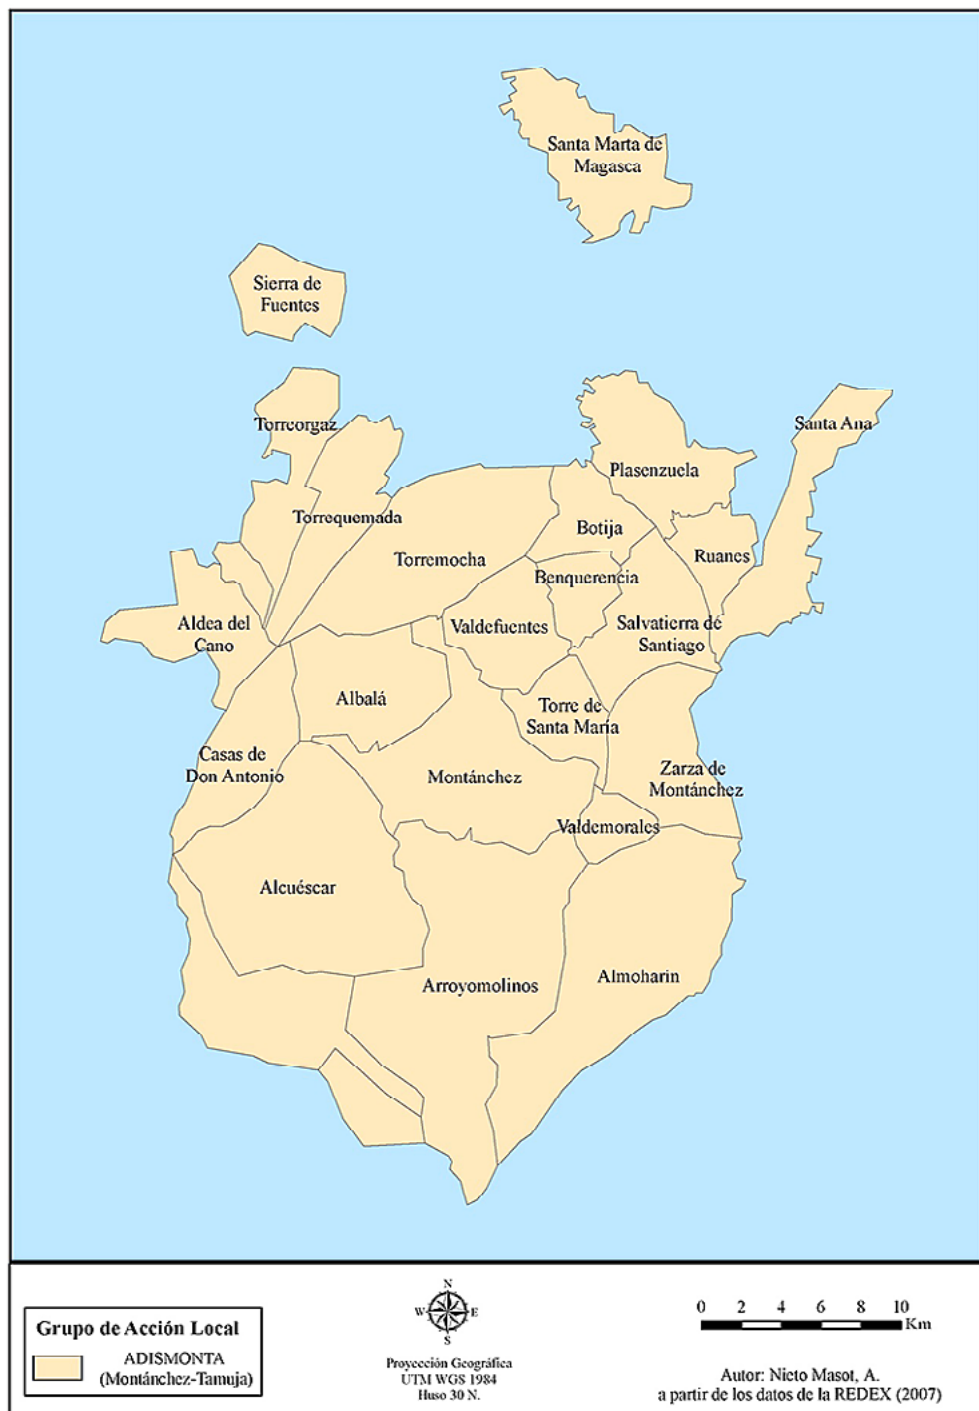 Santa Marta de
Magasca
Sierra de
Fuentes
Torreorgaz
Santa Ana
Plasenzuela
Torrequemada
Botija
Torremocha
Ruanes
Benquerencia
Aldea del
Cano
Valdefuentes
Salvatierra de
Santiago
Albalá
Torre de
Santa María
Casas de
Don Antonio
Montánchez
Zarza de
Montánchez
Valdemorales
Alcuéscar
Arroyomolinos
Almoharin
Grupo de Acción Local
ADISMONTA
(Montánchez-Tamuja)
N
W E
S
Proyección Geográfica
UTM WGS 1984
Huso 30 N.
0 2 4 6 8 10
Km
Autor: Nieto Masot, A.
a partir de los datos de la REDEX (2007)